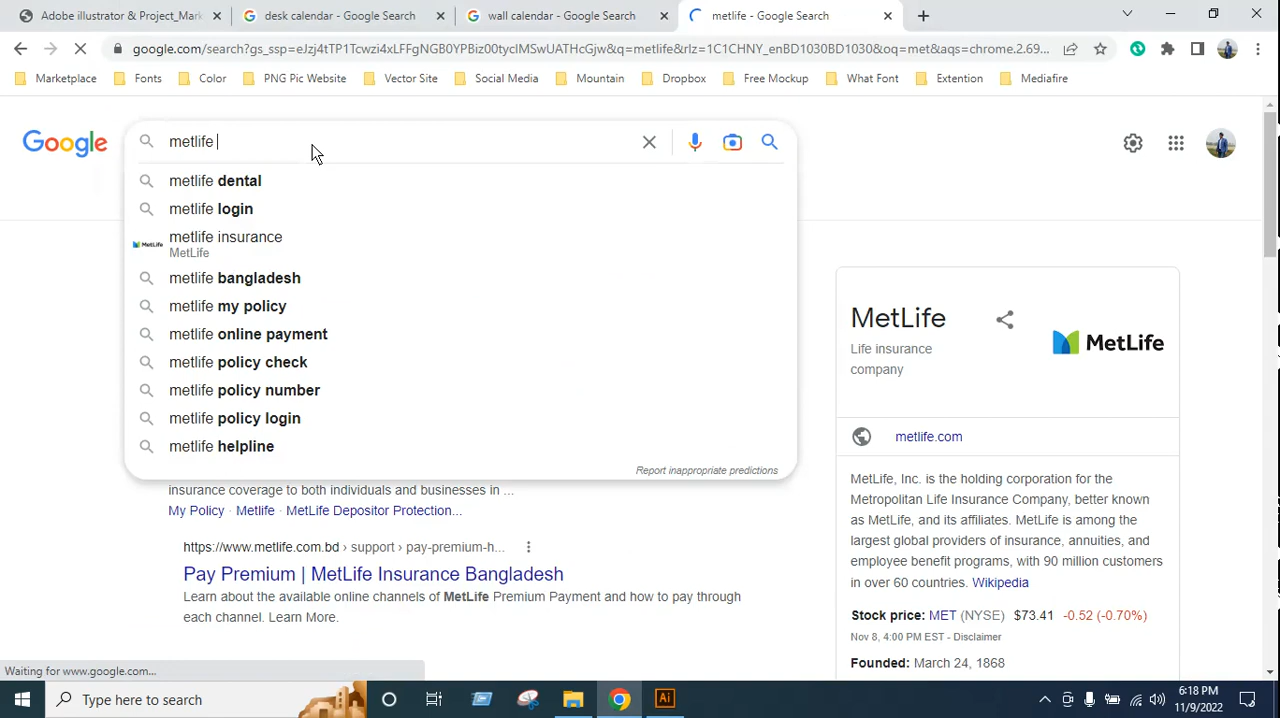 Adobe illustrator & Project_Mark
desk calendar - Google Search
wall calendar - Google Search
metlife - Google Search
google.com/search?gs_ssp=eJzj4tTP1Tcwzi4xLFFgNGB0YPBiz00tyclMSwUATHcGjw&q=metlife&rlz=1C1CHNY_enBD1030BD1030&oq=met&aqs=chrome.2.69...
Marketplace
Fonts
Color
PNG Pic Website
Vector Site
Social Media
Mountain
Dropbox
Free Mockup
What Font
Extention
Mediafire
Google
metlife
metlife dental
metlife login
metlife insurance
MetLife
MetLife
metlife bangladesh
metlife my policy
metlife online payment
metlife policy check
metlife policy number
metlife policy login
metlife helpline
Report inappropriate predictions
insurance coverage to both individuals and businesses in ...
My Policy · Metlife · MetLife Depositor Protection...
https://www.metlife.com.bd › support › pay-premium-h...
Pay Premium | MetLife Insurance Bangladesh
Learn about the available online channels of MetLife Premium Payment and how to pay through
each channel. Learn More.
MetLife
Life insurance
company
MetLife
metlife.com
MetLife, Inc. is the holding corporation for the
Metropolitan Life Insurance Company, better known
as MetLife, and its affiliates. MetLife is among the
largest global providers of insurance, annuities, and
employee benefit programs, with 90 million customers
in over 60 countries. Wikipedia
Stock price: MET (NYSE) $73.41 -0.52 (-0.70%)
Nov 8, 4:00 PM EST - Disclaimer
Founded: March 24, 1868
Waiting for www.google.com...
Type here to search
Ai
6:18 PM
11/9/2022